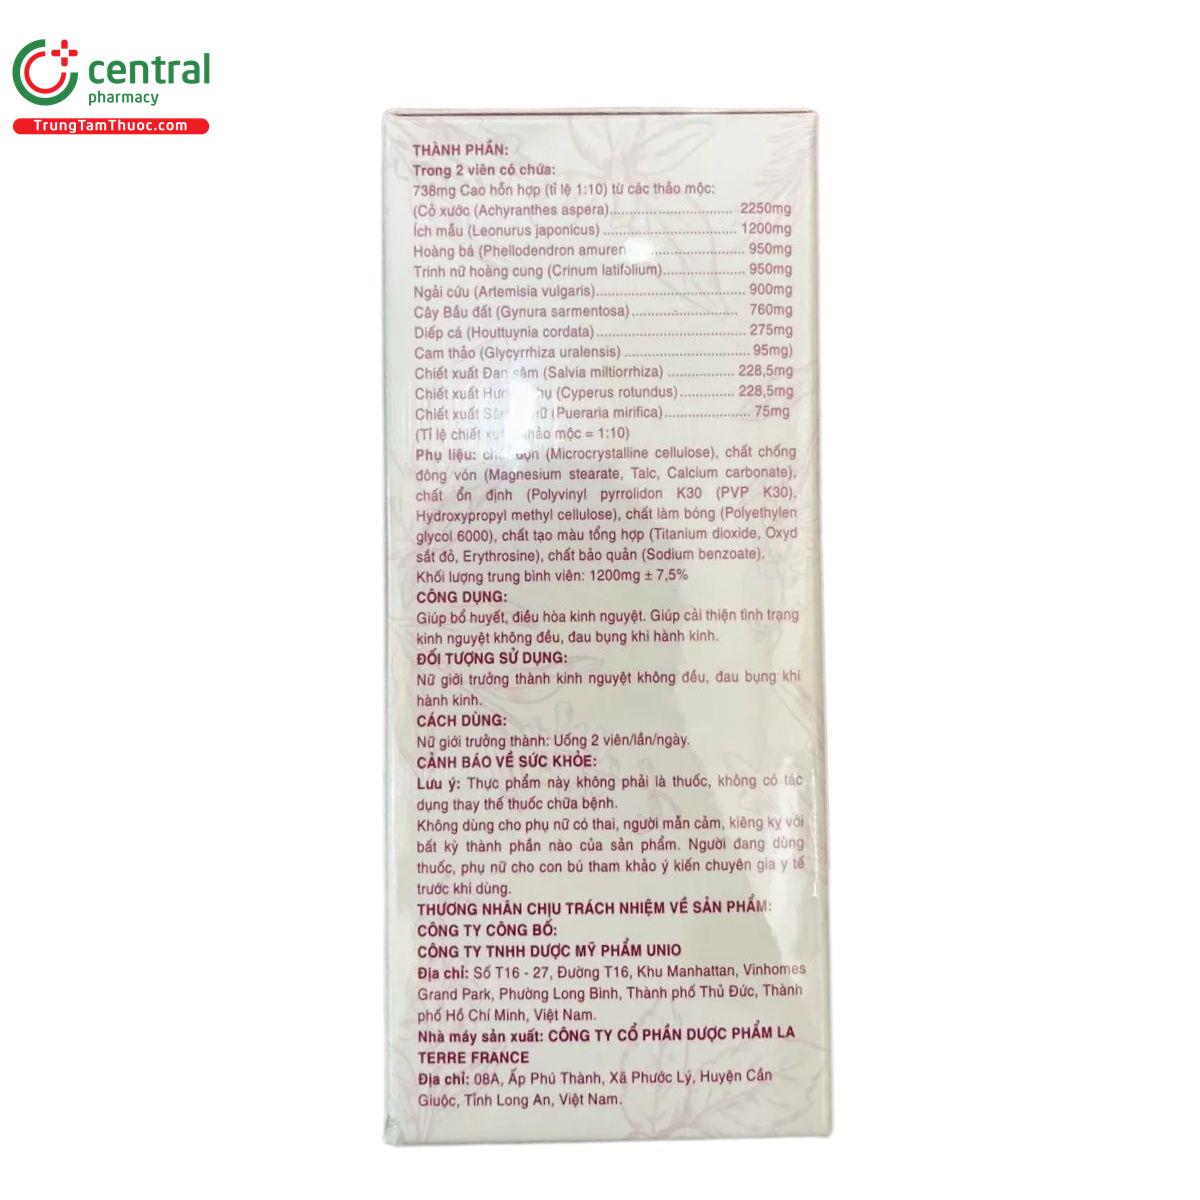 central
pharmacy
TrungTamThuoc.com
THÀNH PHẦN:
Trong 2 viên có chứa:
738mg Cao hỗn hợp (tỉ lệ 1:10) từ các thảo mộc:
(Cỏ xước (Achyranthes aspera)............................... 2250mg
Ích mẫu (Leonurus japonicus) ................................. 1200mg
Hoàng bá (Phellodendron ..................... 950mg
Trinh nữ hoàng cung (Crinum latifolium)..................... 950mg
Ngải cứu (Artemisia vulgaris)...................................... 900mg
Cây Bầu đất (Gynura sarmentosa).......................... 760mg
Diếp cá (Houttuynia cordata)...................................... 275mg
Cam thảo (Glycyrrhiza uralensis) ................................ 95mg)
Chiết xuất Đan sâm (Salvia miltiorrhiza) ................. 228,5mg
Chiết xuất (Cyperus rotundus).............. 228,5mg
Chiết xuất (Pueraria mirifica)...................... 75mg
(Tỉ lệ chiết mộc = 1:10)
Phụ liệu: độn (Microcrystalline cellulose), chất chống
đông vón (Magnesium stearate, Talc, Calcium carbonate),
chất ổn định (Polyvinyl pyrrolidon K30 (PVP K30),
Hydroxypropyl methyl cellulose), chất làm bóng (Polyethylen
glycol 6000), chất tạo màu tổng hợp (Titanium dioxide, Oxyd
sắt đỏ, Erythrosine), chất bảo quản (Sodium benzoate).
Khối lượng trung bình viên: 1200mg ± 7,5%
CÔNG DỤNG:
Giúp bổ huyết, điều hòa kinh nguyệt. Giúp cải thiện tình trạng
kinh nguyệt không đều, đau bụng khi hành kinh.
ĐỐI TƯỢNG SỬ DỤNG:
Nữ giới trưởng thành kinh nguyệt không đều, đau bụng khi
hành kinh.
CÁCH DÙNG:
Nữ giới trưởng thành: Uống 2 viên/lần/ngày.
CẢNH BÁO VỀ SỨC KHỎE:
Lưu ý: Thực phẩm này không phải là thuốc, không có tác
dụng thay thế thuốc chữa bệnh.
Không dùng cho phụ nữ có thai, người mẫn cảm, kiêng kỵ với
bất kỳ thành phần nào của sản phẩm. Người đang dùng
thuốc, phụ nữ cho con bú tham khảo ý kiến chuyên gia y tế
trước khi dùng.
THƯƠNG NHÂN CHỊU TRÁCH NHIỆM VỀ SẢN PHẨM:
CÔNG TY CÔNG BỐ:
CÔNG TY TNHH DƯỢC MỸ PHẨM UNIO
Địa chỉ: Số T16 - 27, Đường T16, Khu Manhattan, Vinhomes
Grand Park, Phường Long Bình, Thành phố Thủ Đức, Thành
phố Hồ Chí Minh, Việt Nam.
Nhà máy sản xuất: CÔNG TY CỔ PHẦN DƯỢC PHẨM LA
TERRE FRANCE
Địa chỉ: 08A, Ấp Phú Thành, Xã Phước Lý, Huyện Cần
Giuộc, Tỉnh Long An, Việt Nam.